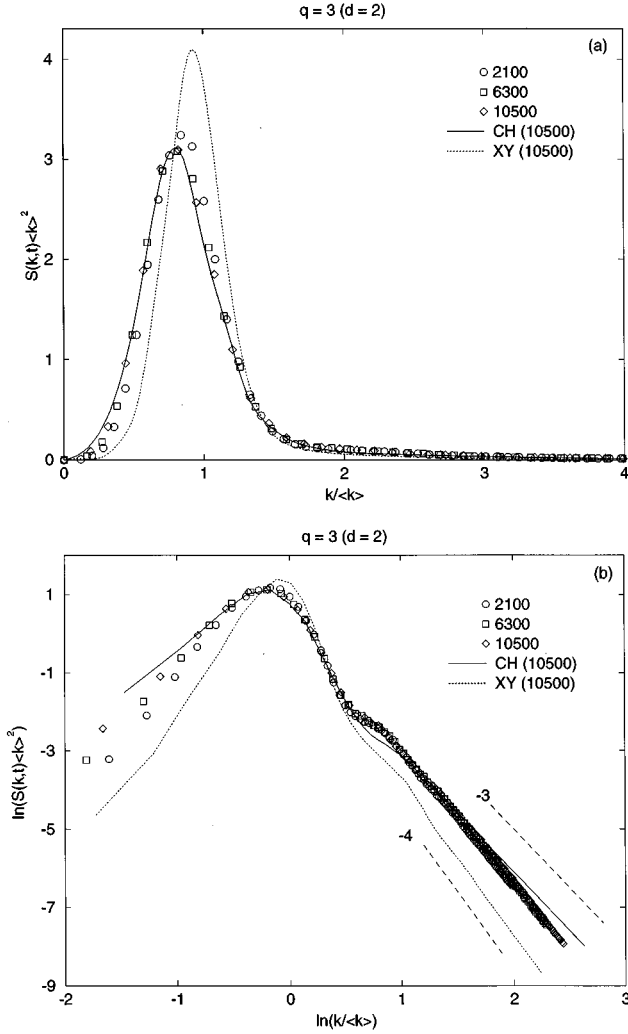 q = 3 (d = 2)
(a)
2100
6300
10500
CH (10500)
XY (10500)
4
3
2
1
0
S(k,t)<k>²
0
1
2
3
4
k/<k>
q = 3 (d = 2)
(b)
2100
6300
10500
CH (10500)
XY (10500)
1
-1
-3
-5
-7
-9
ln(S(k,t)<k>²)
-3
-4
-2
-1
0
1
2
3
ln(k/<k>)